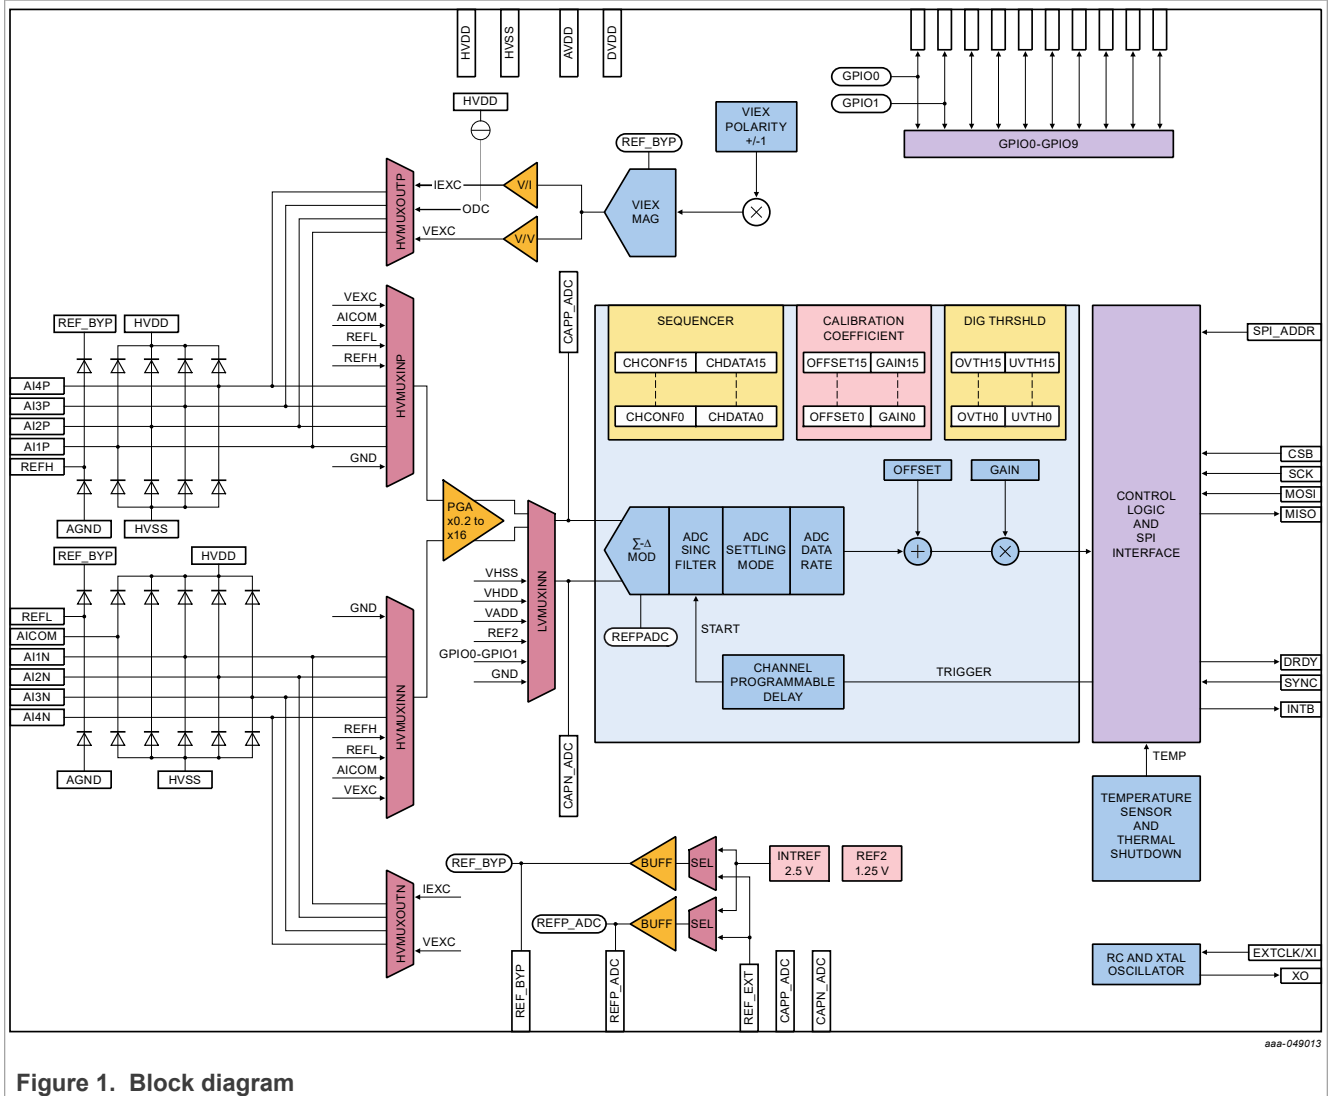 HVDD
HVSS
AVDD
DVDD
GPIO0
GPIO1
GPIO0-GPIO9
HVDD
REF_BYP
VIEX
POLARITY
+/-1
HVMUXOUTP
IEXC
ODC
VEXC
V/I
V/V
VIEX
MAG
VEXC
AICOM
REFL
REFH
GND
HVMUXINP
CAPP_ADC
REF_BYP
HVDD
AI4P
AI3P
AI2P
AI1P
REFH
AGND
HVSS
SEQUENCER
CHCONF15
CHDATA15
CHCONF0
CHDATA0
CALIBRATION
COEFFICIENT
OFFSET15
GAIN15
OFFSET0
GAIN0
DIG THRSHLD
OVTH15
UVTH15
OVTH0
UVTH0
OFFSET
GAIN
PGA
x0.2 to
x16
LVMUXINN
VHSS
VHDD
VADD
REF2
GPIO0-GPIO1
GND
Σ-Δ
MOD
ADC
SINC
FILTER
ADC
SETTLING
MODE
ADC
DATA
RATE
REFPADC
START
CHANNEL
PROGRAMMABLE
DELAY
TRIGGER
CONTROL
LOGIC
AND
SPI
INTERFACE
SPI_ADDR
CSB
SCK
MOSI
MISO
DRDY
SYNC
INTB
TEMP
TEMPERATURE
SENSOR
AND
THERMAL
SHUTDOWN
REF_BYP
HVDD
REFL
AICOM
AI1N
AI2N
AI3N
AI4N
AGND
HVSS
GND
HVMUXINN
REFH
REFL
AICOM
VEXC
CAPN_ADC
HVMUXOUTN
IEXC
VEXC
REF_BYP
BUFF
SEL
INTREF
2.5 V
REF2
1.25 V
REFP_ADC
BUFF
SEL
REF_BYP
REFP_ADC
REF_EXT
CAPP_ADC
CAPN_ADC
RC AND XTAL
OSCILLATOR
EXTCLK/XI
XO
aaa-049013
Figure 1. Block diagram